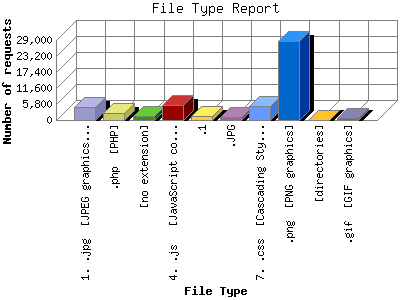 File Type Report
Number of requests
29,000
23,200
17,400
11,600
5,800
0
1. .jpg [JPEG graphics...
.php [PHP]
[no extension]
4. .js [JavaScript co...
.1
.JPG
7. .css [Cascading Sty...
.png [PNG graphics]
[directories]
.gif [GIF graphics]
File Type